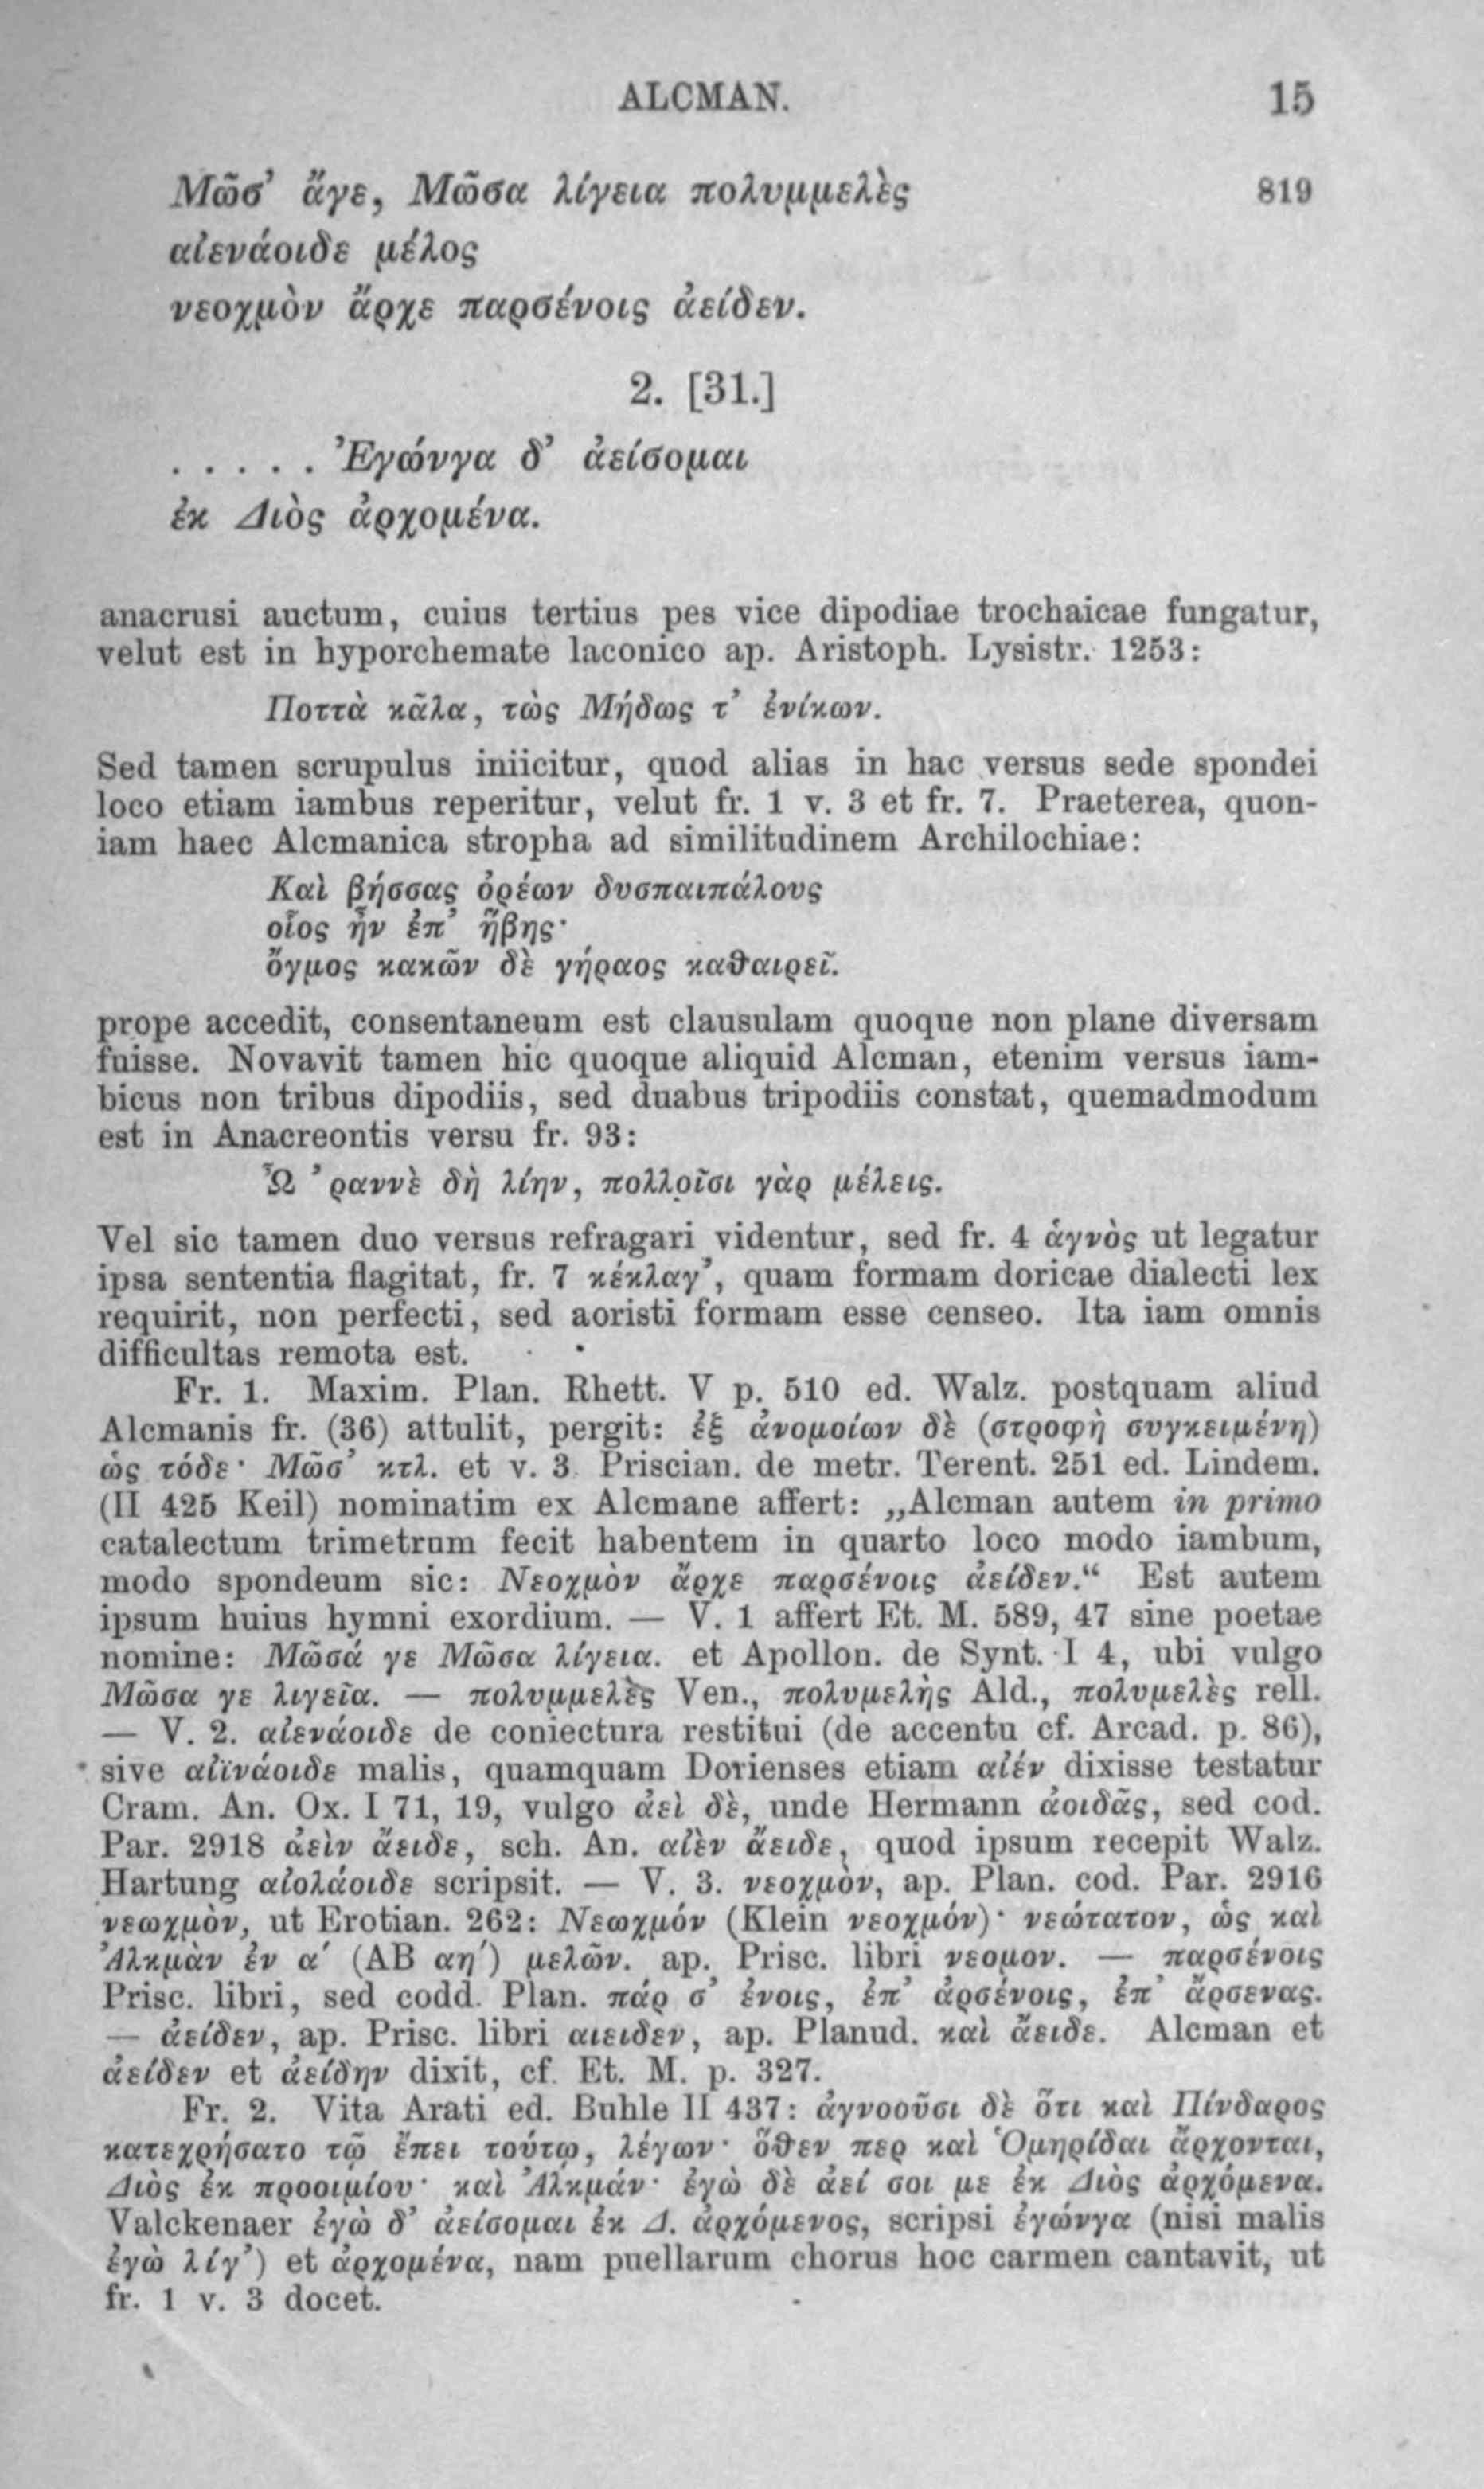 ALCMAN. 15
Μῶσ' ἄγε, Μῶσα λίγεια πολυμμελὲς 819
αἰενάοιδε μέλος
νεοχμὸν ἄρχε παρσένοις ἀείδεν.
2. [31.]
. . . . . Ἐγώνγα δ' ἀείσομαι
ἐκ Διὸς ἀρχομένα.
anacrusi auctum, cuius tertius pes vice dipodiae trochaicae fungatur,
velut est in hyporchemate laconico ap. Aristoph. Lysistr. 1253:
Ποττὰ κᾶλα, τὼς Μήδως τ' ἐνίκων.
Sed tamen scrupulus iniicitur, quod alias in hac versus sede spondei
loco etiam iambus reperitur, velut fr. 1 v. 3 et fr. 7. Praeterea, quon-
iam haec Alcmanica stropha ad similitudinem Archilochiae:
Καὶ βήσσας ὀρέων δυσπαιπάλους
οἷος ἦν ἐπ' ἥβης·
ὄγμος κακῶν δὲ γήραος καθαιρεῖ.
prope accedit, consentaneum est clausulam quoque non plane diversam
fuisse. Novavit tamen hic quoque aliquid Alcman, etenim versus iam-
bicus non tribus dipodiis, sed duabus tripodiis constat, quemadmodum
est in Anacreontis versu fr. 93:
Ὦ 'ραννὲ δὴ λίην, πολλοῖσι γὰρ μέλεις.
Vel sic tamen duo versus refragari videntur, sed fr. 4 ἁγνὸς ut legatur
ipsa sententia flagitat, fr. 7 κέκλαγ', quam formam doricae dialecti lex
requirit, non perfecti, sed aoristi formam esse censeo. Ita iam omnis
difficultas remota est.
Fr. 1. Maxim. Plan. Rhett. V p. 510 ed. Walz. postquam aliud
Alcmanis fr. (36) attulit, pergit: ἐξ ἀνομοίων δὲ (στροφὴ συγκειμένη)
ὡς τόδε· Μῶσ' κτλ. et v. 3 Priscian. de metr. Terent. 251 ed. Lindem.
(II 425 Keil) nominatim ex Alcmane affert: „Alcman autem in primo
catalectum trimetrum fecit habentem in quarto loco modo iambum,
modo spondeum sic: Νεοχμὸν ἄρχε παρσένοις ἀείδεν.“ Est autem
ipsum huius hymni exordium. — V. 1 affert Et. M. 589, 47 sine poetae
nomine: Μῶσά γε Μῶσα λίγεια. et Apollon. de Synt. I 4, ubi vulgo
Μῶσα γε λιγεῖα. — πολυμμελὲς Ven., πολυμελὴς Ald., πολυμελὲς rell.
— V. 2. αἰενάοιδε de coniectura restitui (de accentu cf. Arcad. p. 86),
sive αἰϊνάοιδε malis, quamquam Dorienses etiam αἰέν dixisse testatur
Cram. An. Ox. I 71, 19, vulgo ἀεὶ δὲ, unde Hermann ἀοιδᾶς, sed cod.
Par. 2918 ἀεὶν ἄειδε, sch. An. αἰὲν ἄειδε, quod ipsum recepit Walz.
Hartung αἰολάοιδε scripsit. — V. 3. νεοχμὸν, ap. Plan. cod. Par. 2916
νεωχμὸν, ut Erotian. 262: Νεωχμόν (Klein νεοχμόν)· νεώτατον, ὡς καὶ
Ἀλκμὰν ἐν α' (AB αη') μελῶν. ap. Prisc. libri νεομον. — παρσένοις
Prisc. libri, sed codd. Plan. πάρ σ' ἐνοις, ἐπ' ἀρσένοις, ἐπ' ἄρσενας.
— ἀείδεν, ap. Prisc. libri αιειδεν, ap. Planud. καὶ ἄειδε. Alcman et
ἀείδεν et ἀείδην dixit, cf. Et. M. p. 327.
Fr. 2. Vita Arati ed. Buhle II 437: ἀγνοοῦσι δὲ ὅτι καὶ Πίνδαρος
κατεχρήσατο τῷ ἔπει τούτῳ, λέγων· ὅθεν περ καὶ Ὁμηρίδαι ἄρχονται,
Διὸς ἐκ προοιμίου· καὶ Ἀλκμάν· ἐγὼ δὲ ἀεί σοι με ἐκ Διὸς ἀρχόμενα.
Valckenaer ἐγὼ δ' ἀείσομαι ἐκ Δ. ἀρχόμενος, scripsi ἐγώνγα (nisi malis
ἐγὼ λίγ') et ἀρχομένα, nam puellarum chorus hoc carmen cantavit, ut
fr. 1 v. 3 docet.